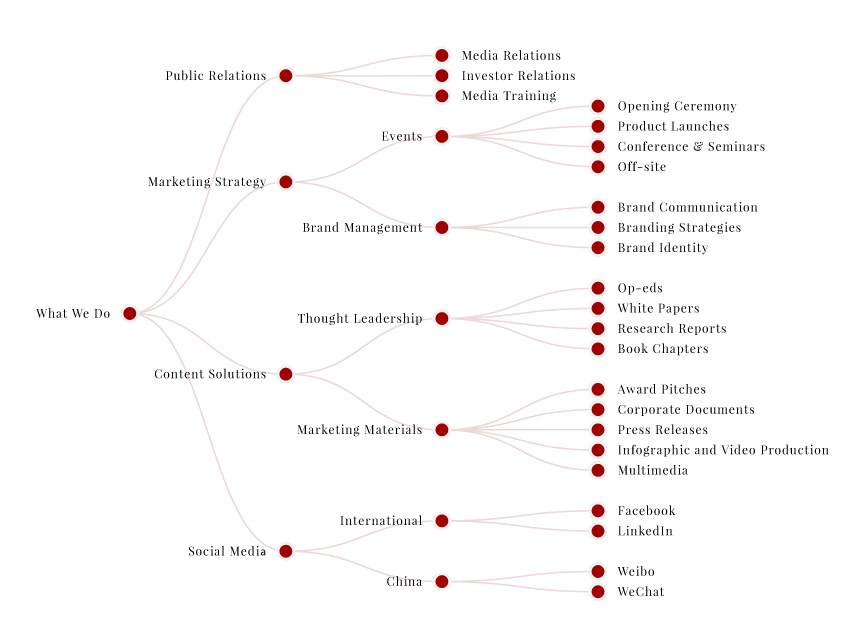 What We Do
Public Relations
Media Relations
Investor Relations
Media Training
Marketing Strategy
Events
Opening Ceremony
Product Launches
Conference & Seminars
Off-site
Brand Management
Brand Communication
Branding Strategies
Brand Identity
Content Solutions
Thought Leadership
Op-eds
White Papers
Research Reports
Book Chapters
Marketing Materials
Award Pitches
Corporate Documents
Press Releases
Infographic and Video Production
Multimedia
Social Media
International
Facebook
LinkedIn
China
Weibo
WeChat